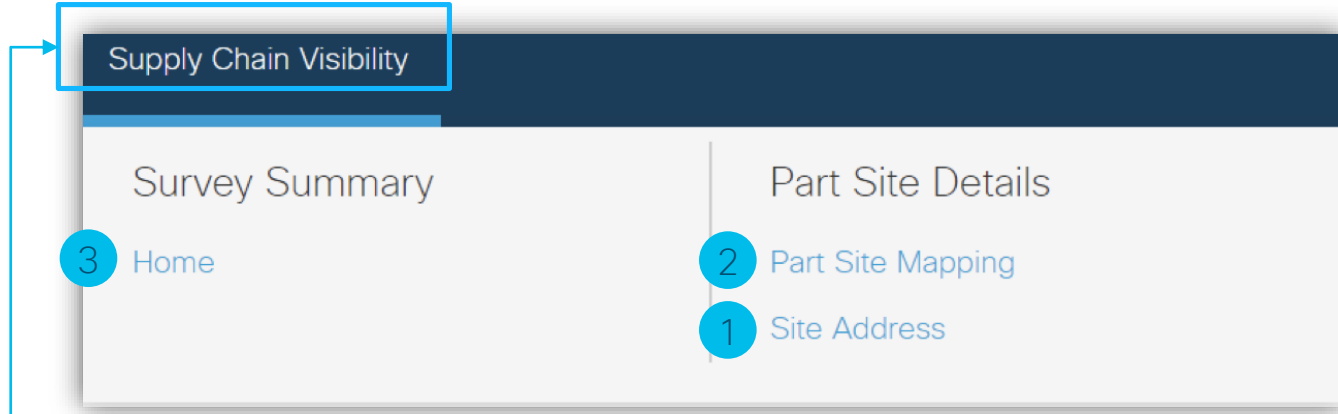 Supply Chain Visibility
Survey Summary
3 Home
Part Site Details
2 Part Site Mapping
1 Site Address